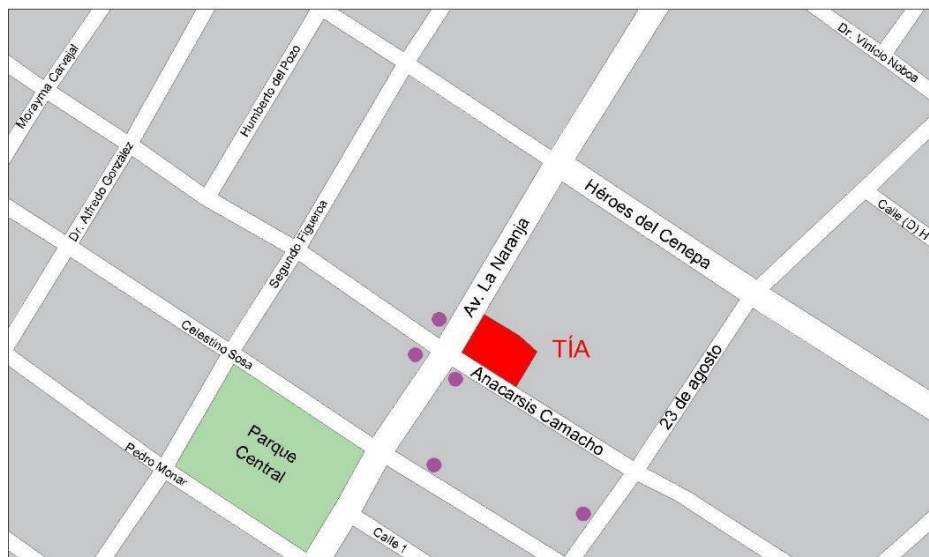 Morayma Carvajal
Humberto del Pozo
Dr. Vinicio Noboa
Dr. Alfredo González
Segundo Figueroa
Av. La Naranja
Héroes del Cenepa
Calle (D) H
Celestino Sosa
TÍA
Anacarsis Camacho
23 de agosto
Parque
Central
Pedro Monar
Calle 1